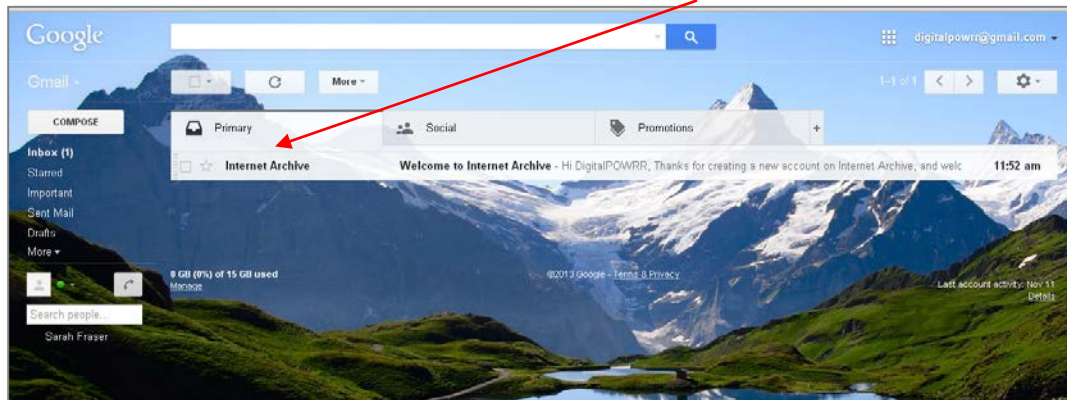 Google
digitalpowrr@gmail.com
Gmail
More
1–1 of 1
COMPOSE
Primary
Social
Promotions
+
Inbox (1)
Starred
Important
Sent Mail
Drafts
More
Internet Archive
Welcome to Internet Archive - Hi DigitalPOWRR, Thanks for creating a new account on Internet Archive, and welc
11:52 am
0 GB (0%) of 15 GB used
Manage
©2013 Google - Terms & Privacy
Last account activity: Nov 11
Details
Search people...
Sarah Fraser